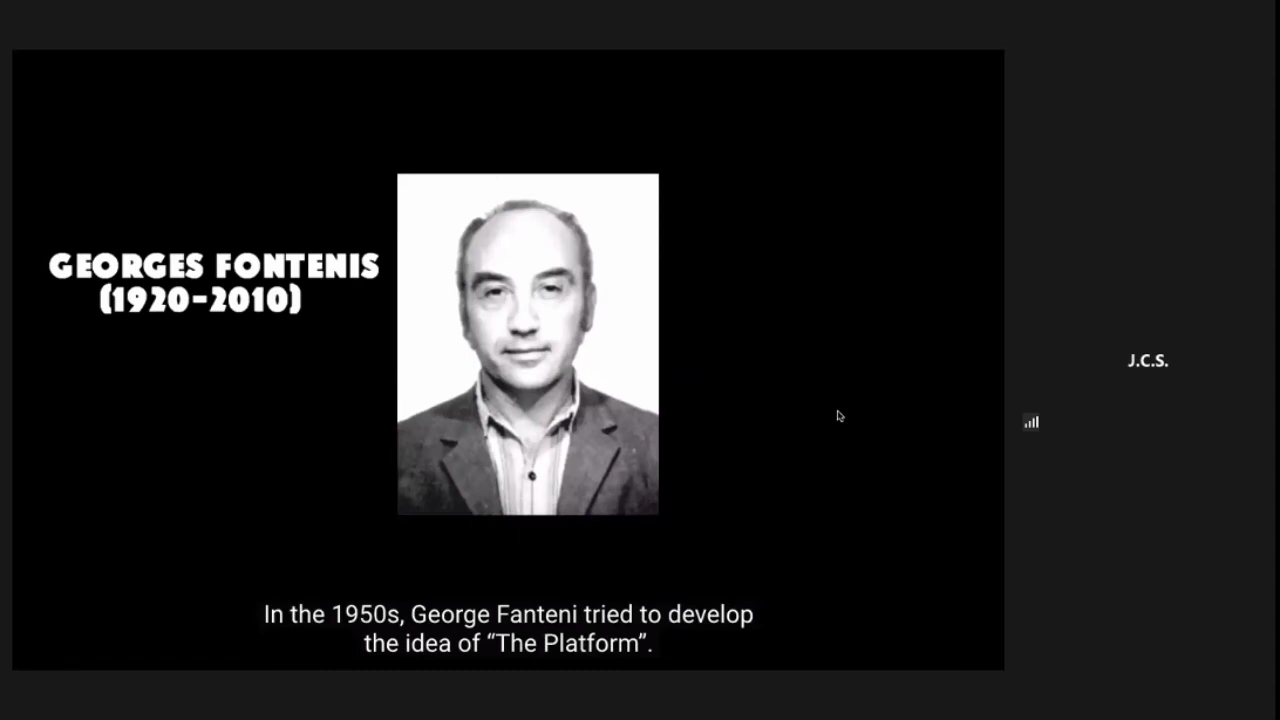 GEORGES FONTENIS
(1920-2010)
J.C.S.
In the 1950s, George Fanteni tried to develop
the idea of “The Platform”.